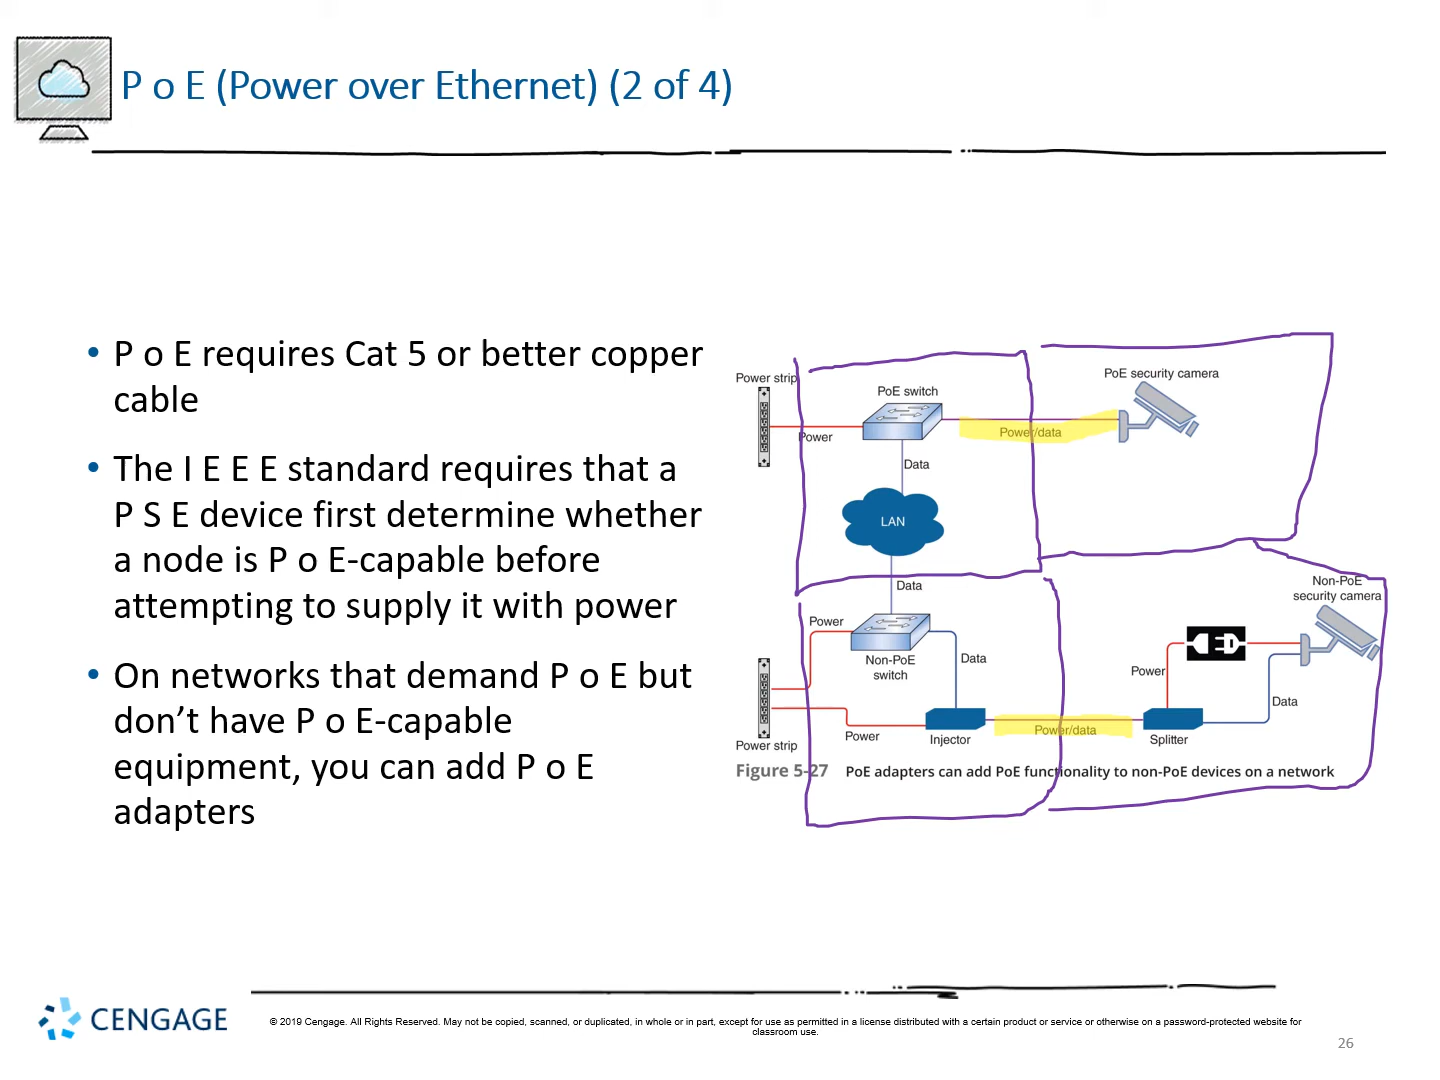 P o E (Power over Ethernet) (2 of 4)
• P o E requires Cat 5 or better copper
cable
• The I E E E standard requires that a
P S E device first determine whether
a node is P o E-capable before
attempting to supply it with power
• On networks that demand P o E but
don’t have P o E-capable
equipment, you can add P o E
adapters
Power strip
PoE switch
PoE security camera
Power
Power/data
Data
LAN
Data
Non-PoE
security camera
Power
Non-PoE
switch
Data
Power
Data
Power strip
Power
Injector
Power/data
Splitter
Figure 5-27 PoE adapters can add PoE functionality to non-PoE devices on a network
CENGAGE
© 2019 Cengage. All Rights Reserved. May not be copied, scanned, or duplicated, in whole or in part, except for use as permitted in a license distributed with a certain product or service or otherwise on a password-protected website for
classroom use.
26